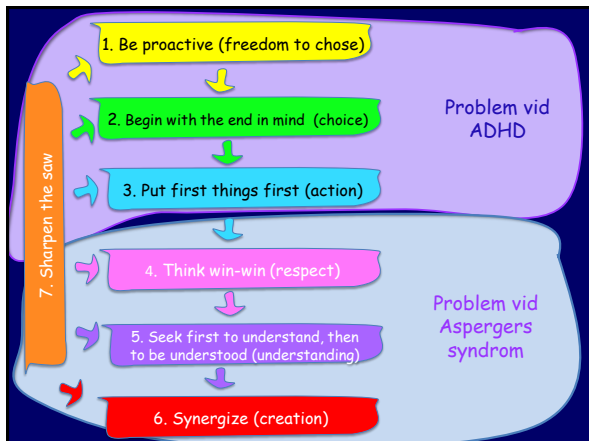 1. Be proactive (freedom to chose)
2. Begin with the end in mind (choice)
3. Put first things first (action)
Problem vid
ADHD
7. Sharpen the saw
4. Think win-win (respect)
5. Seek first to understand, then
to be understood (understanding)
6. Synergize (creation)
Problem vid
Aspergers
syndrom